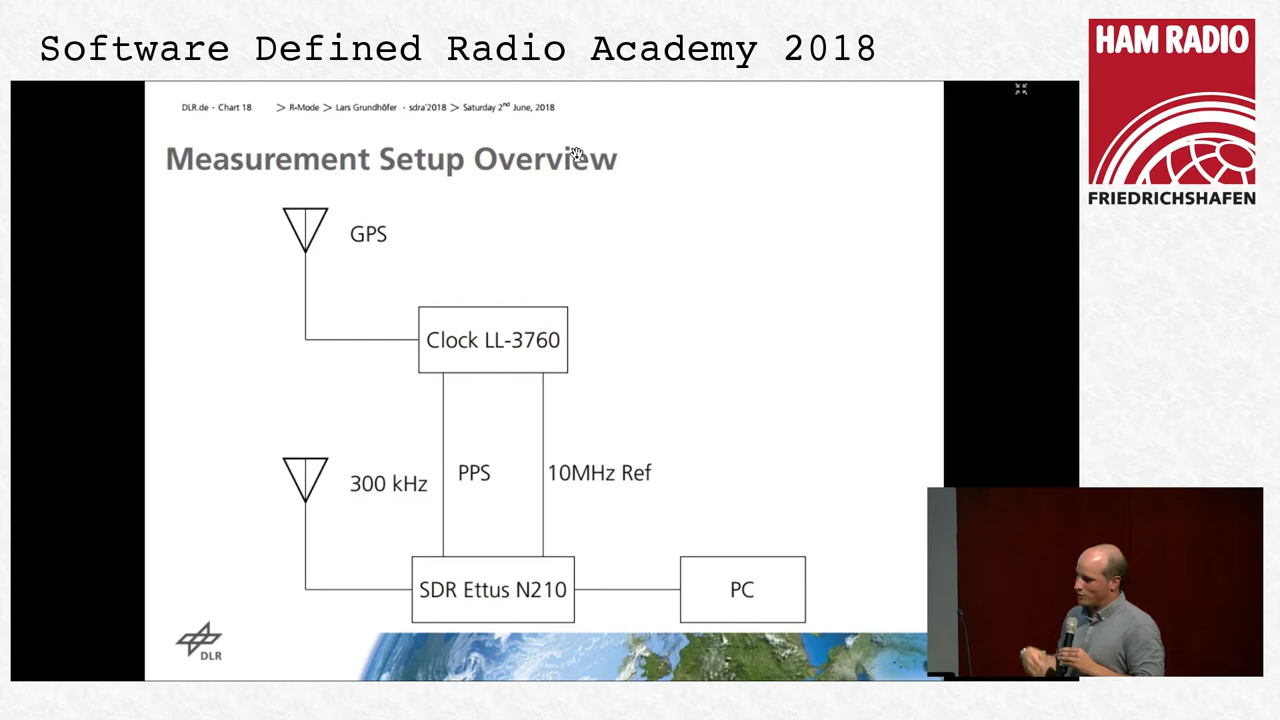 Software Defined Radio Academy 2018
HAM RADIO
FRIEDRICHSHAFEN
DLR.de · Chart 18 > R-Mode > Lars Grundhöfer · sdra'2018 > Saturday 2nd June, 2018
Measurement Setup Overview
GPS
Clock LL-3760
300 kHz
PPS
10MHz Ref
SDR Ettus N210
PC
DLR